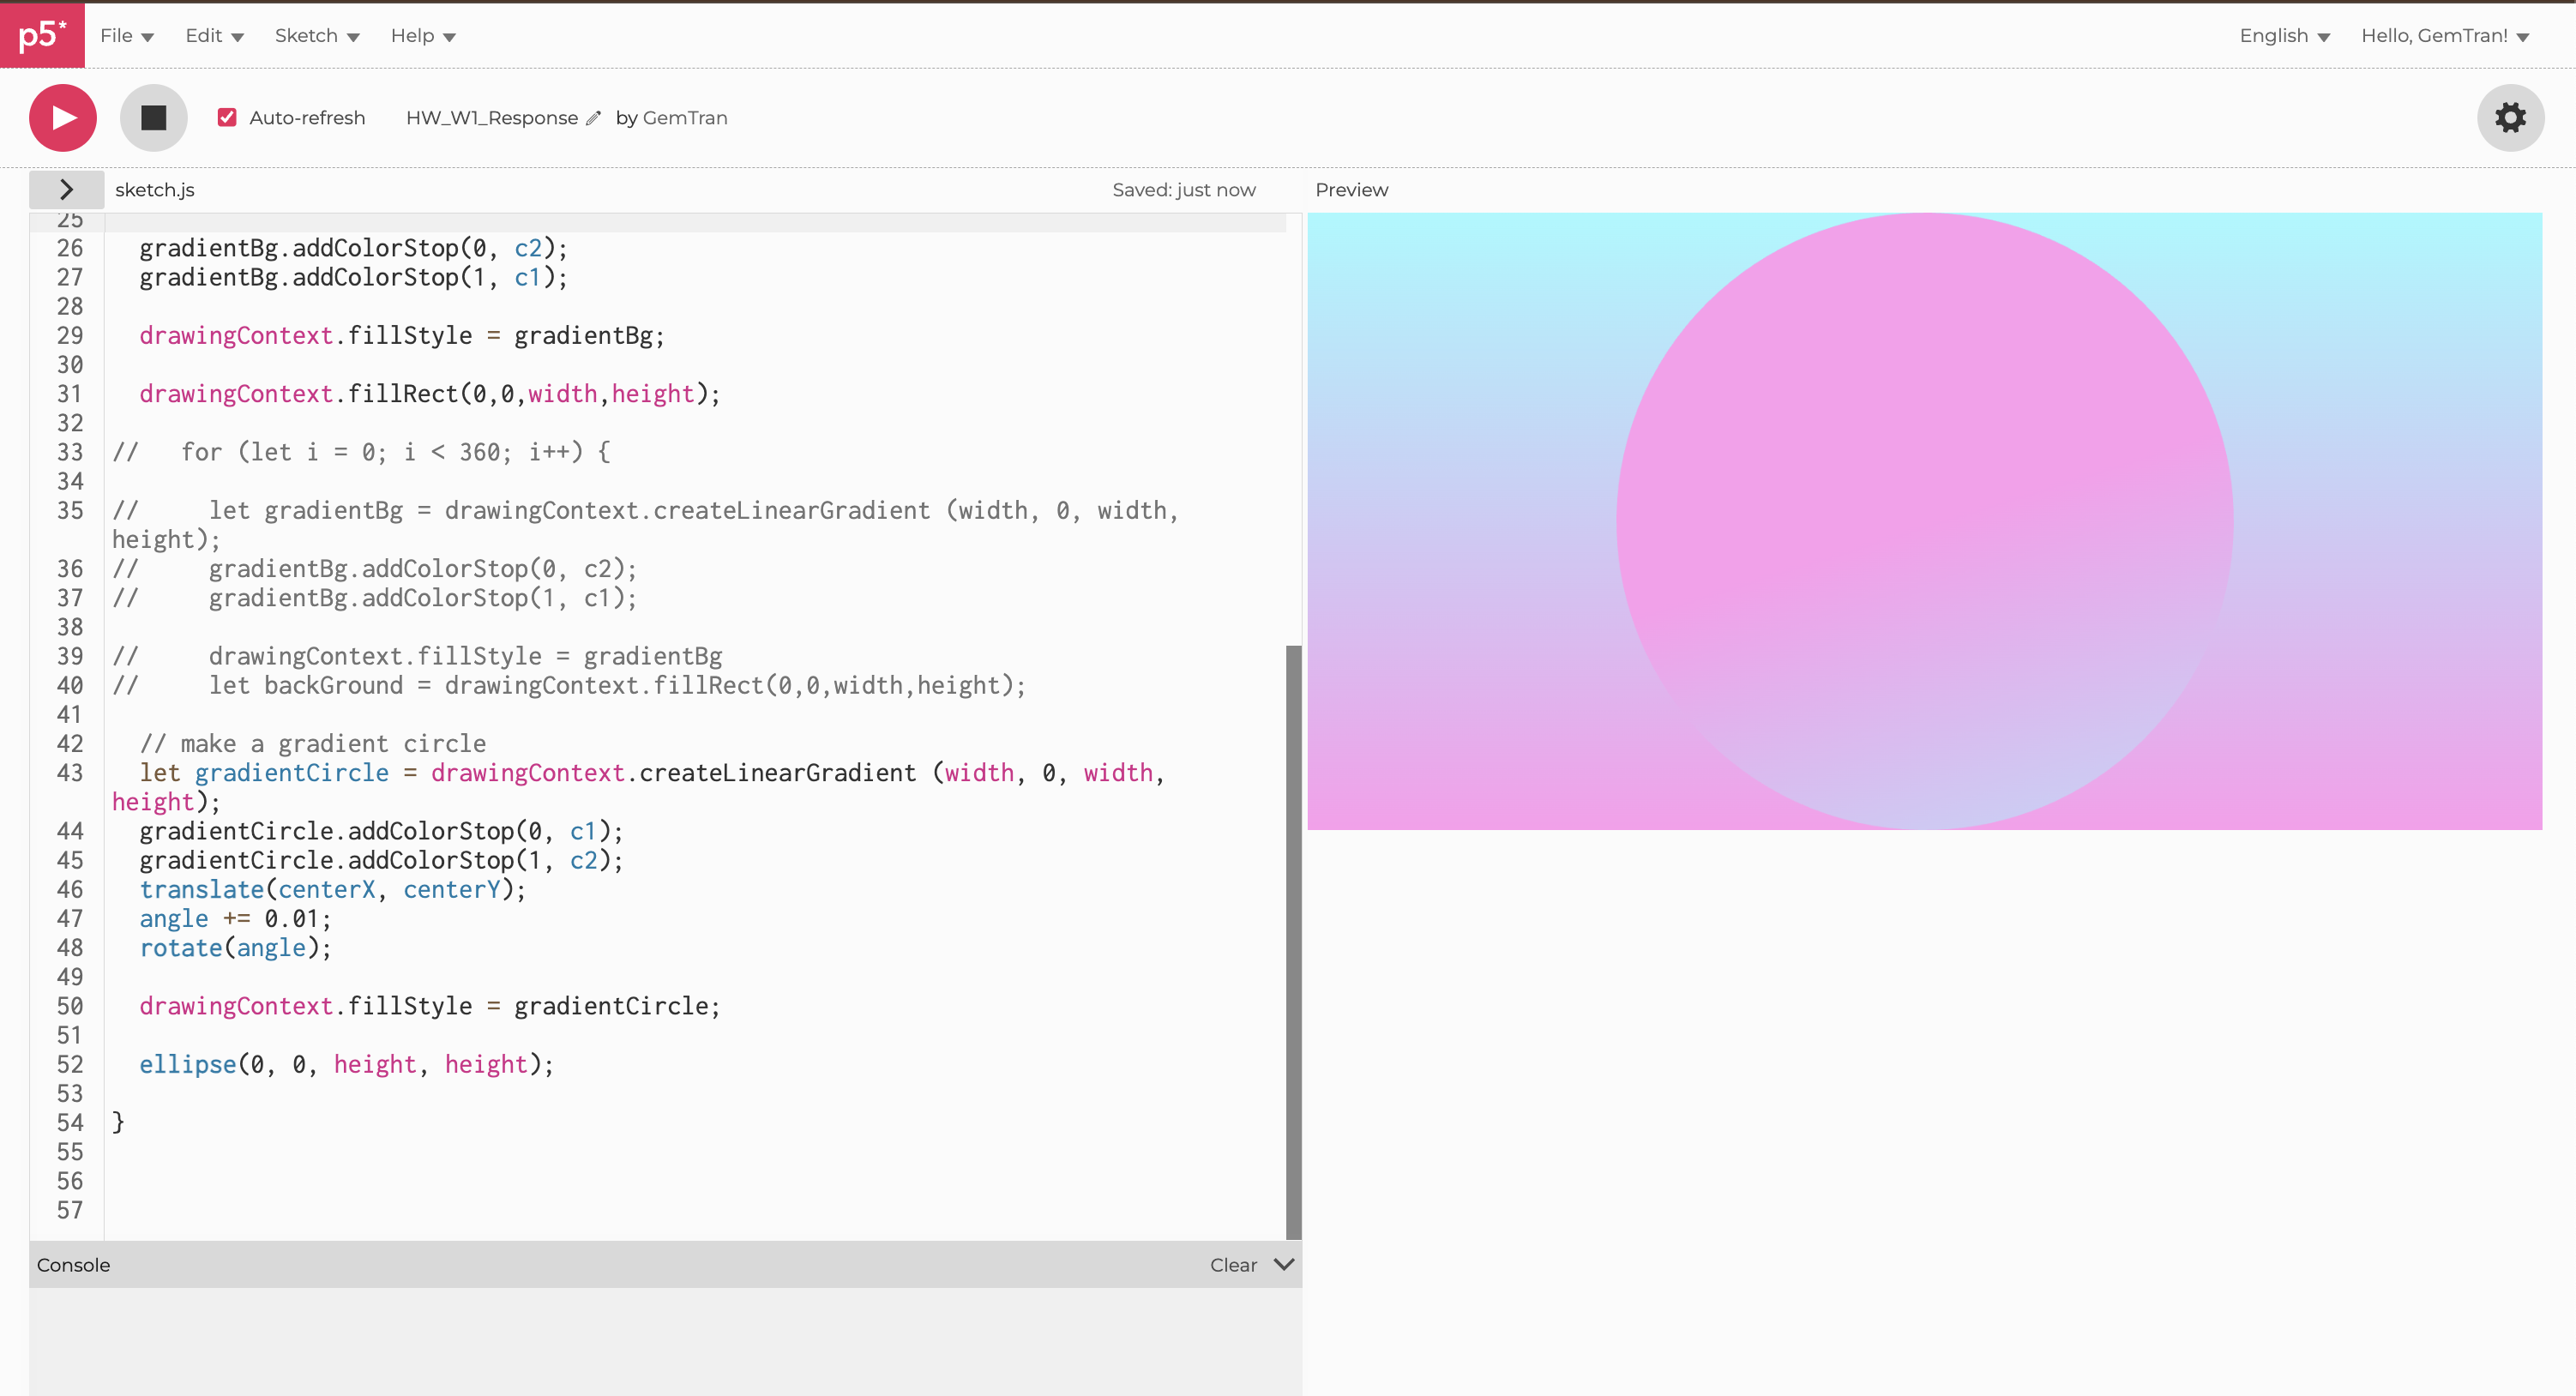 p5* File Edit Sketch Help English Hello, GemTran!
Auto-refresh HW_W1_Response by GemTran
sketch.js Saved: just now Preview
25
26 gradientBg.addColorStop(0, c2);
27 gradientBg.addColorStop(1, c1);
28
29 drawingContext.fillStyle = gradientBg;
30
31 drawingContext.fillRect(0,0,width,height);
32
33 // for (let i = 0; i < 360; i++) {
34
35 // let gradientBg = drawingContext.createLinearGradient (width, 0, width,
height);
36 // gradientBg.addColorStop(0, c2);
37 // gradientBg.addColorStop(1, c1);
38
39 // drawingContext.fillStyle = gradientBg
40 // let backGround = drawingContext.fillRect(0,0,width,height);
41
42 // make a gradient circle
43 let gradientCircle = drawingContext.createLinearGradient (width, 0, width,
height);
44 gradientCircle.addColorStop(0, c1);
45 gradientCircle.addColorStop(1, c2);
46 translate(centerX, centerY);
47 angle += 0.01;
48 rotate(angle);
49
50 drawingContext.fillStyle = gradientCircle;
51
52 ellipse(0, 0, height, height);
53
54 }
55
56
57
Console Clear